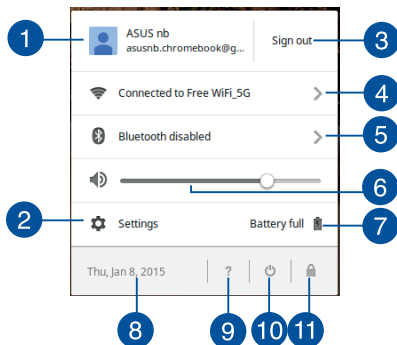 1
ASUS nb
asusnb.chromebook@g...
Sign out
3
Connected to Free WiFi_5G
4
Bluetooth disabled
5
6
2
Settings
Battery full
7
Thu, Jan 8, 2015
?
8
9
10
11